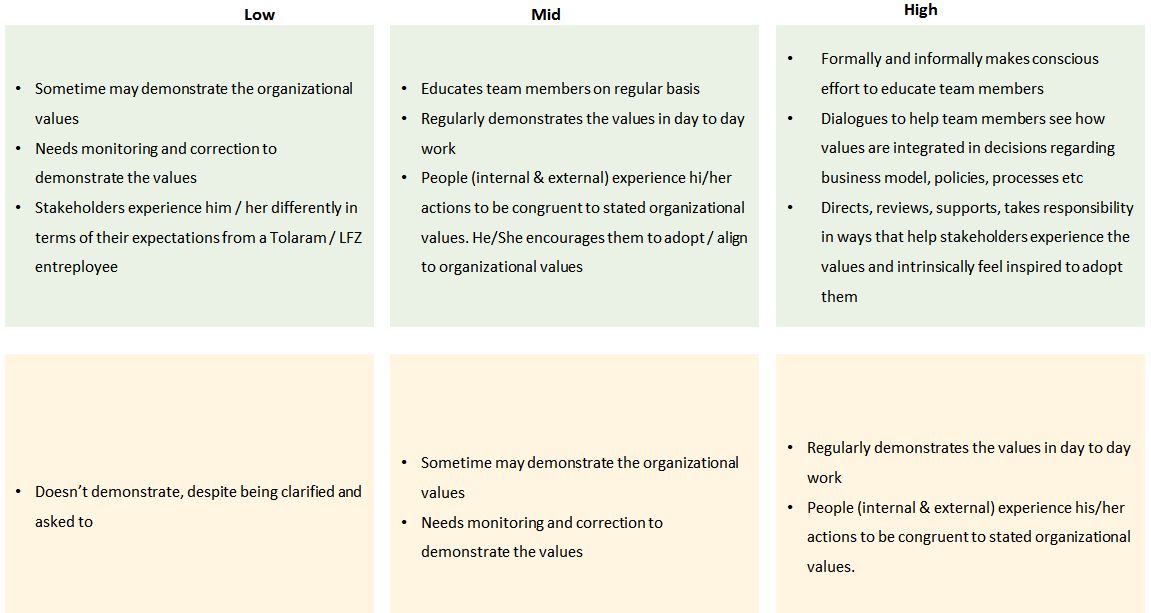 Low
Mid
High
• Sometime may demonstrate the organizational
values
• Needs monitoring and correction to
demonstrate the values
• Stakeholders experience him / her differently in
terms of their expectations from a Tolaram / LFZ
entreployee
• Educates team members on regular basis
• Regularly demonstrates the values in day to day
work
• People (internal & external) experience hi/her
actions to be congruent to stated organizational
values. He/She encourages them to adopt / align
to organizational values
• Formally and informally makes conscious
effort to educate team members
• Dialogues to help team members see how
values are integrated in decisions regarding
business model, policies, processes etc
• Directs, reviews, supports, takes responsibility
in ways that help stakeholders experience the
values and intrinsically feel inspired to adopt
them
• Doesn’t demonstrate, despite being clarified and
asked to
• Sometime may demonstrate the organizational
values
• Needs monitoring and correction to
demonstrate the values
• Regularly demonstrates the values in day to day
work
• People (internal & external) experience his/her
actions to be congruent to stated organizational
values.